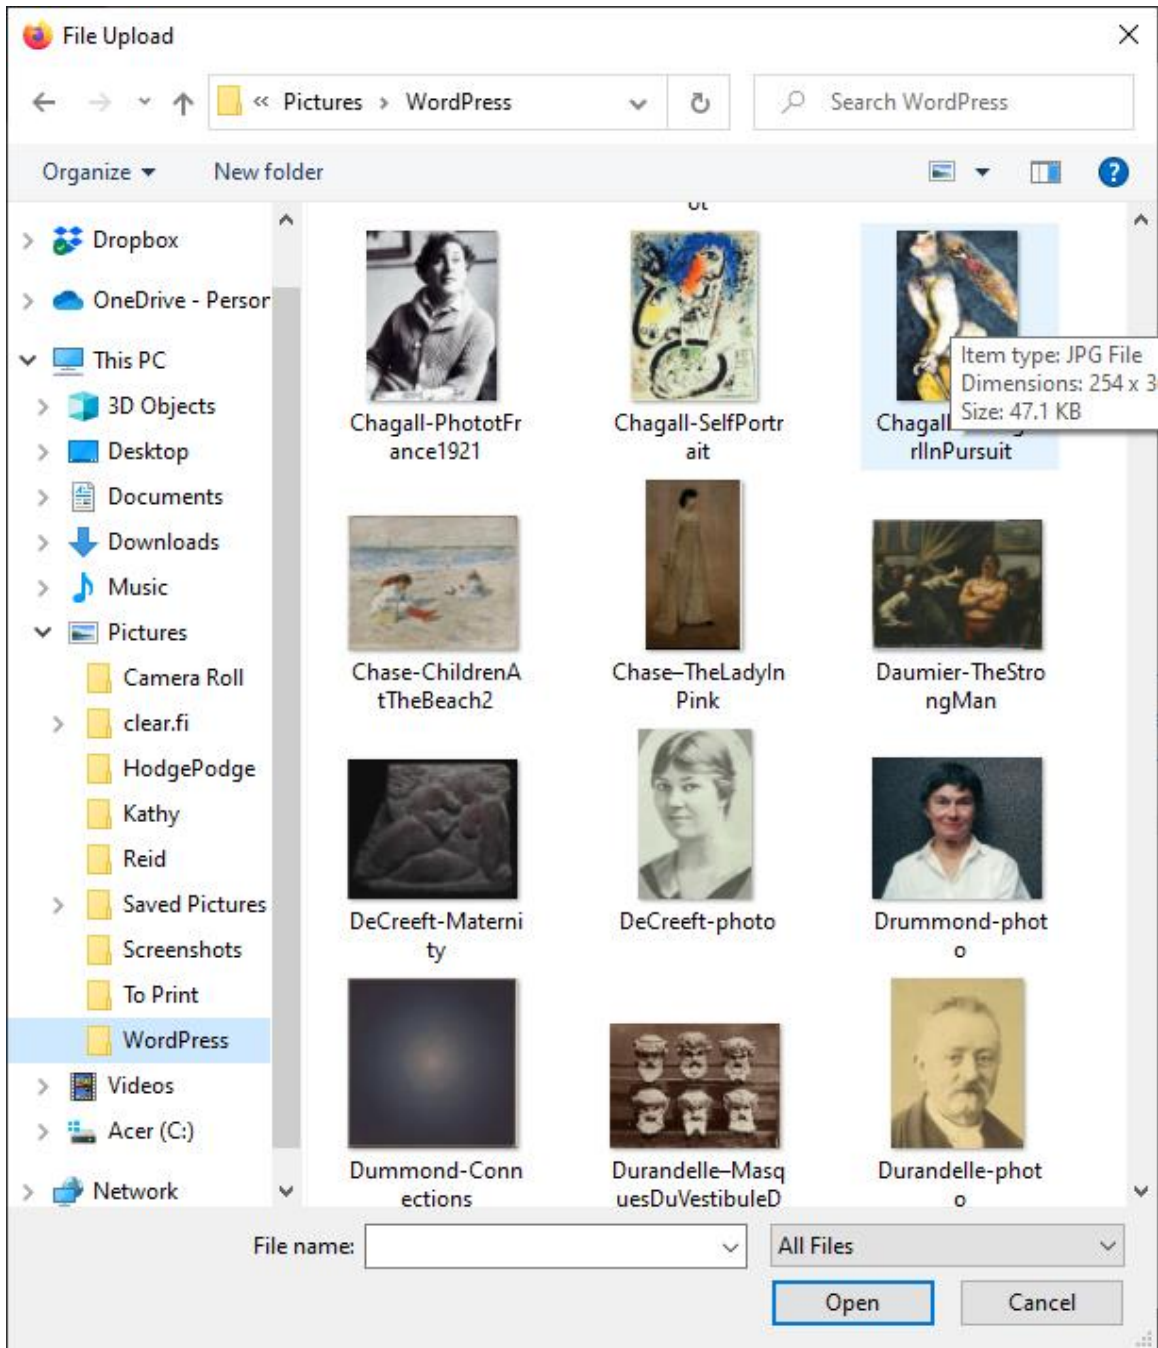 File Upload
« Pictures › WordPress
Search WordPress
Organize
New folder
Dropbox
OneDrive - Person
This PC
3D Objects
Desktop
Documents
Downloads
Music
Pictures
Camera Roll
clear.fi
HodgePodge
Kathy
Reid
Saved Pictures
Screenshots
To Print
WordPress
Videos
Acer (C:)
Network
Chagall-PhototFr
ance1921
Chagall-SelfPortr
ait
Chagall
rlInPursuit
Item type: JPG File
Dimensions: 254 x
Size: 47.1 KB
Chase-ChildrenA
tTheBeach2
Chase–TheLadyIn
Pink
Daumier-TheStro
ngMan
DeCreeft-Materni
ty
DeCreeft-photo
Drummond-phot
o
Dummond-Conn
ections
Durandelle–Masq
uesDuVestibuleD
Durandelle-phot
o
File name:
All Files
Open
Cancel